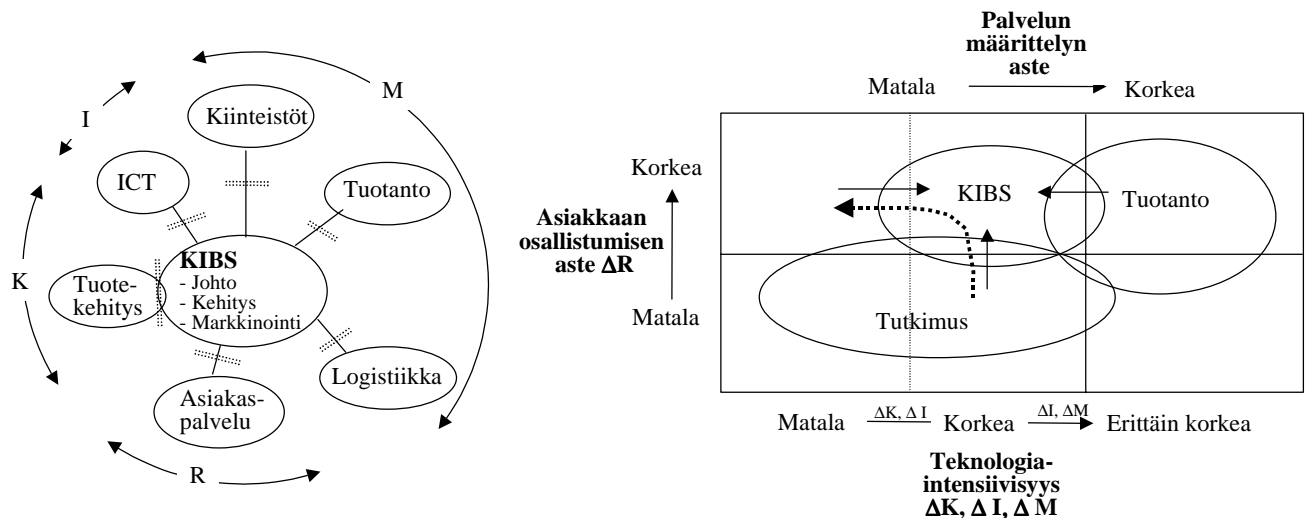 M
I
K
R
Kiinteistöt
ICT
Tuotanto
KIBS
- Johto
- Kehitys
- Markkinointi
Tuote-
kehitys
Asiakas-
palvelu
Logistiikka
Palvelun
määrittelyn
aste
Matala
Korkea
Korkea
Asiakkaan
osallistumisen
aste ΔR
Matala
KIBS
Tuotanto
Tutkimus
Matala
ΔK, Δ I
Korkea
ΔI, ΔM
Erittäin korkea
Teknologia-
intensiivisyys
ΔK, Δ I, Δ M